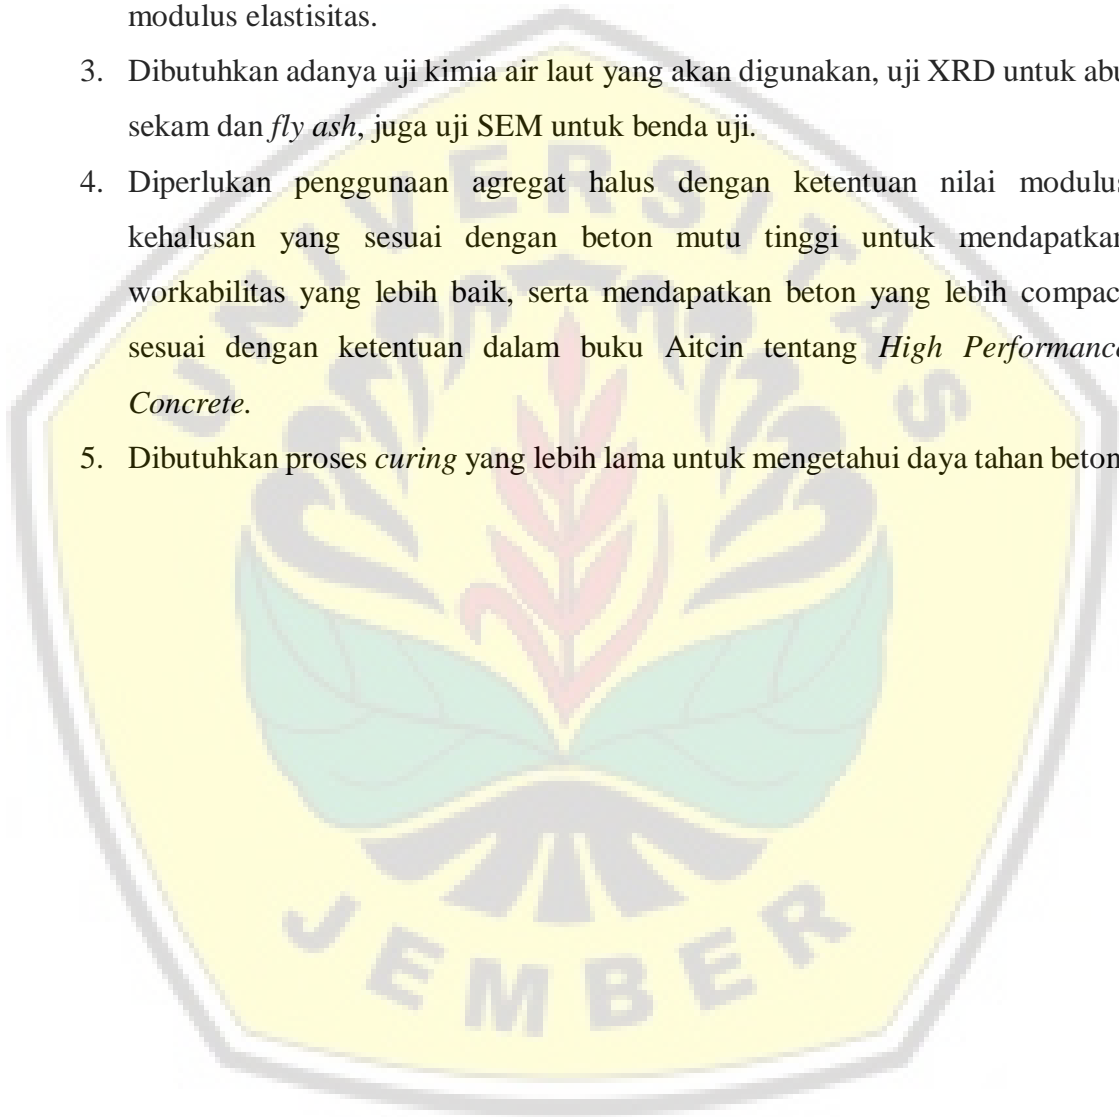 modulus elastisitas.
3. Dibutuhkan adanya uji kimia air laut yang akan digunakan, uji XRD untuk abu
sekam dan fly ash, juga uji SEM untuk benda uji.
4. Diperlukan penggunaan agregat halus dengan ketentuan nilai modulus
kehalusan yang sesuai dengan beton mutu tinggi untuk mendapatkan
workabilitas yang lebih baik, serta mendapatkan beton yang lebih compac
sesuai dengan ketentuan dalam buku Aitcin tentang High Performance
Concrete.
5. Dibutuhkan proses curing yang lebih lama untuk mengetahui daya tahan beton
UNIVERSITAS
JEMBER